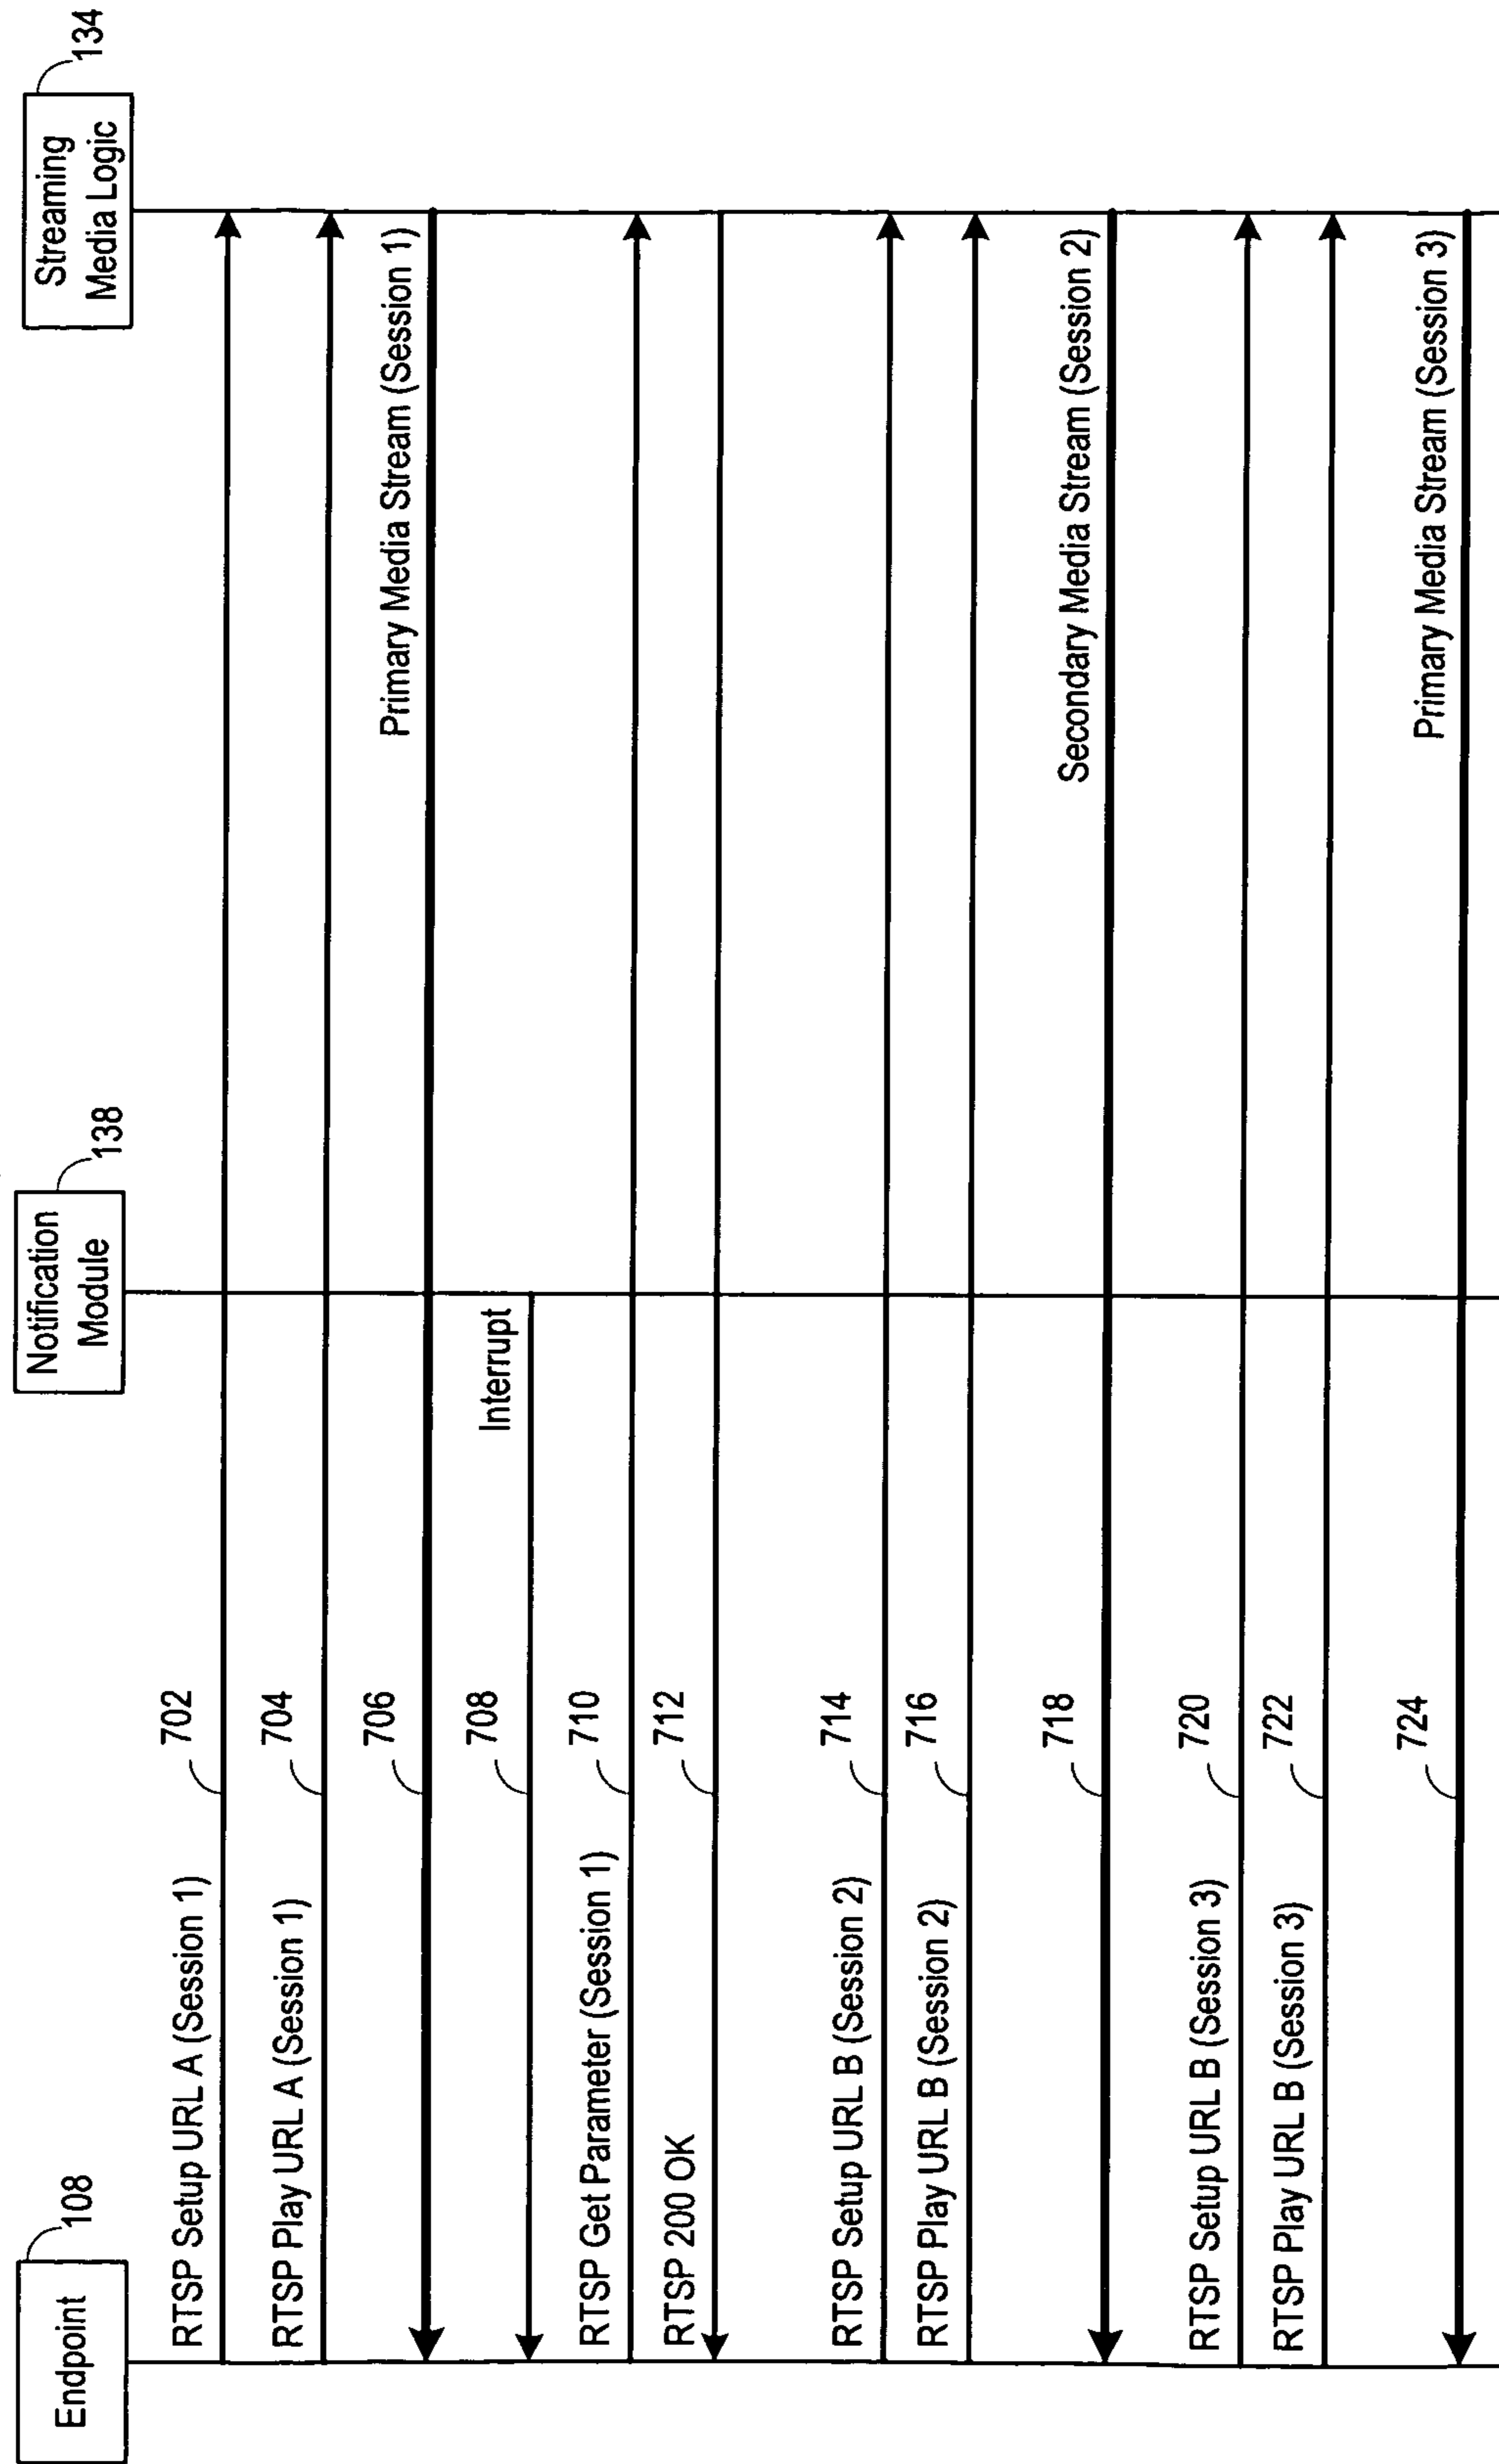 Endpoint
108
Notification
Module
138
Streaming
Media Logic
134
RTSP Setup URL A (Session 1)
702
RTSP Play URL A (Session 1)
704
706
Primary Media Stream (Session 1)
708
Interrupt
RTSP Get Parameter (Session 1)
710
RTSP 200 OK
712
RTSP Setup URL B (Session 2)
714
RTSP Play URL B (Session 2)
716
718
Secondary Media Stream (Session 2)
RTSP Setup URL B (Session 3)
720
RTSP Play URL B (Session 3)
722
724
Primary Media Stream (Session 3)